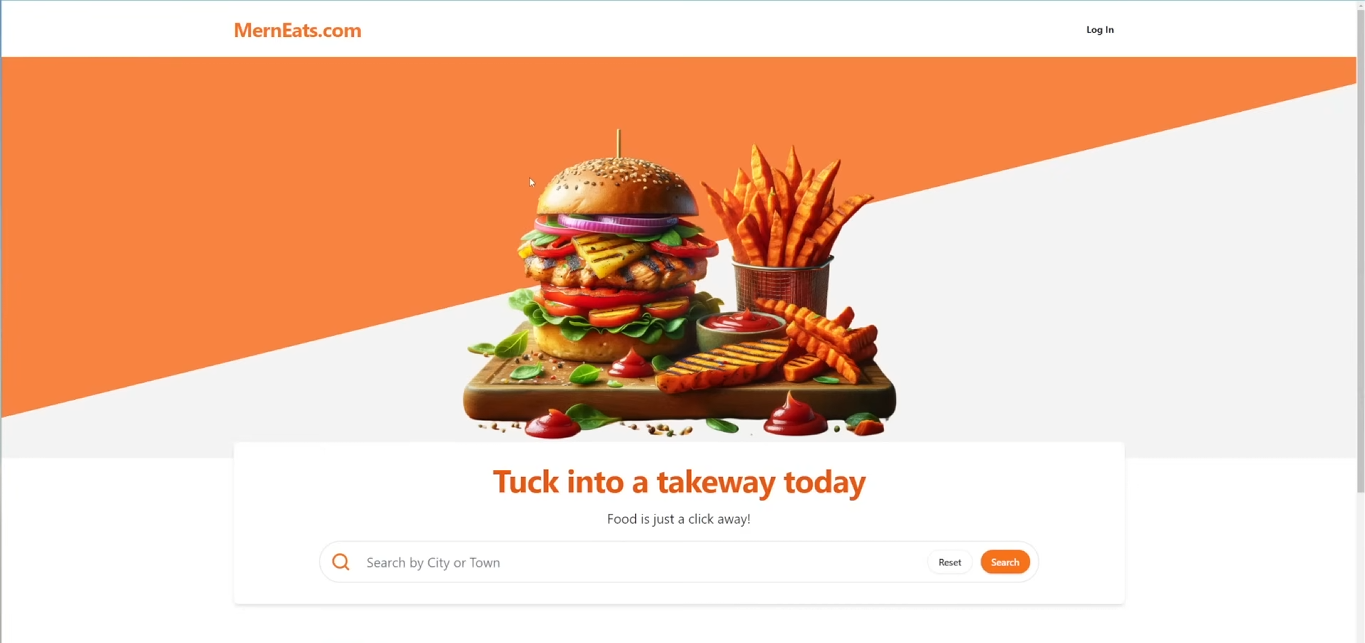 MernEats.com
Log In
Tuck into a takeway today
Food is just a click away!
Search by City or Town
Reset
Search